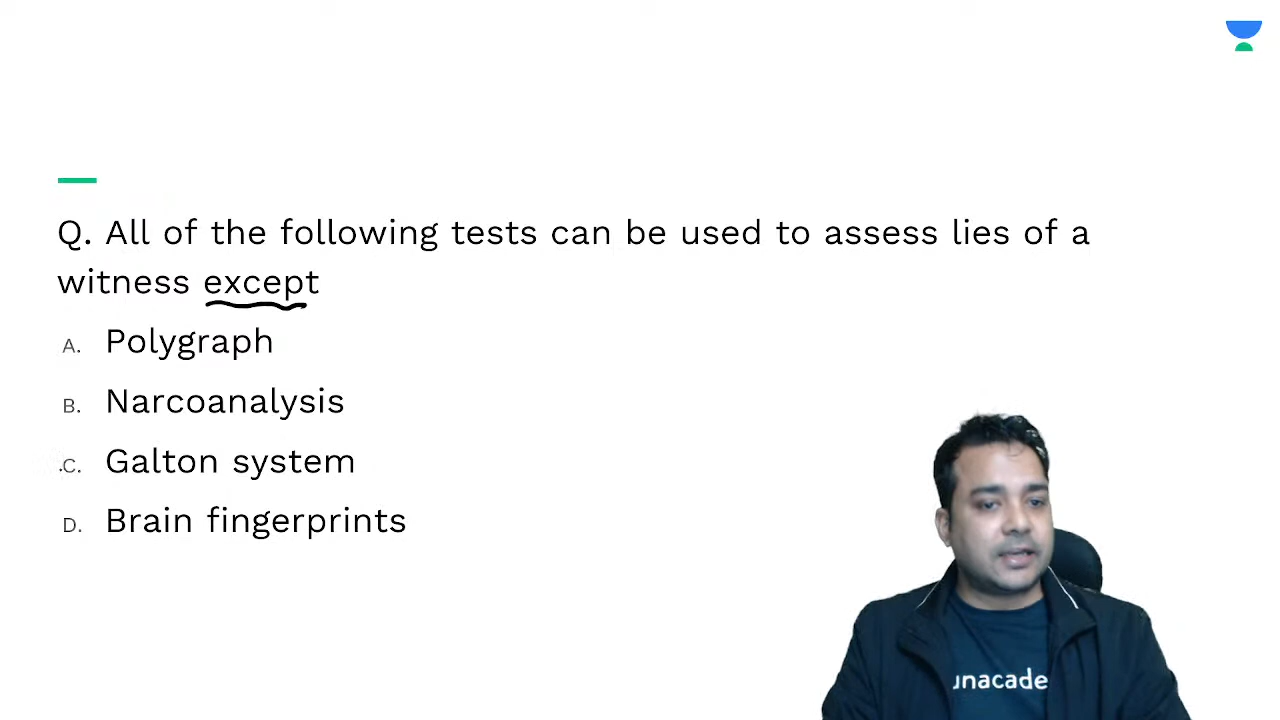 Q. All of the following tests can be used to assess lies of a
witness except
A. Polygraph
B. Narcoanalysis
C. Galton system
D. Brain fingerprints
unacade